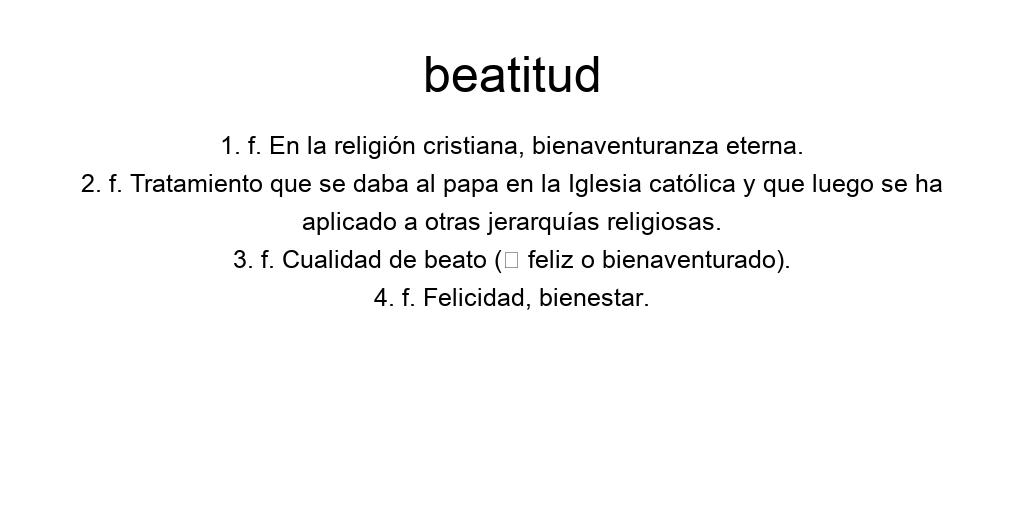 beatitud
1. f. En la religión cristiana, bienaventuranza eterna.
2. f. Tratamiento que se daba al papa en la Iglesia católica y que luego se ha
aplicado a otras jerarquías religiosas.
3. f. Cualidad de beato (□ feliz o bienaventurado).
4. f. Felicidad, bienestar.